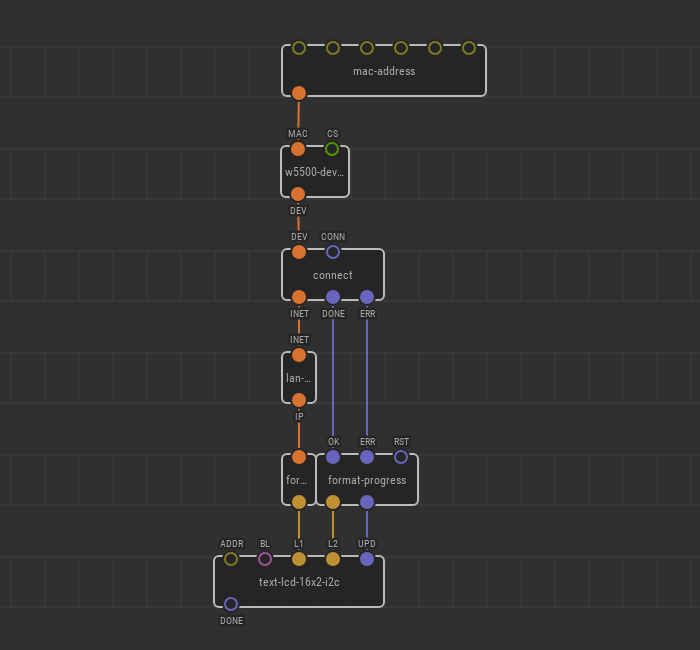 mac-address
MAC CS
w5500-dev...
DEV
DEV CONN
connect
INET DONE ERR
INET
lan-...
IP
OK ERR RST
for... format-progress
ADDR BL L1 L2 UPD
text-lcd-16x2-i2c
DONE